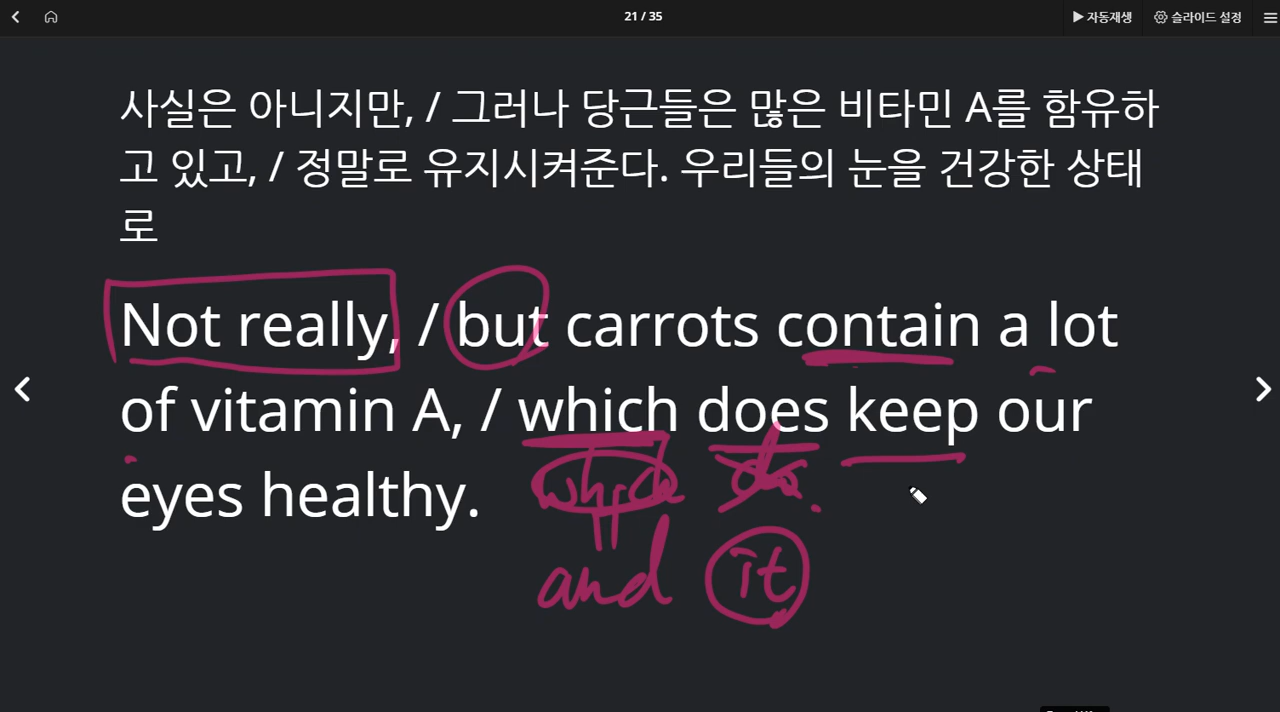 21 / 35
▶ 자동재생
슬라이드 설정
사실은 아니지만, / 그러나 당근들은 많은 비타민 A를 함유하
고 있고, / 정말로 유지시켜준다. 우리들의 눈을 건강한 상태
로
Not really, / but carrots contain a lot
of vitamin A, / which does keep our
eyes healthy.
which
and it